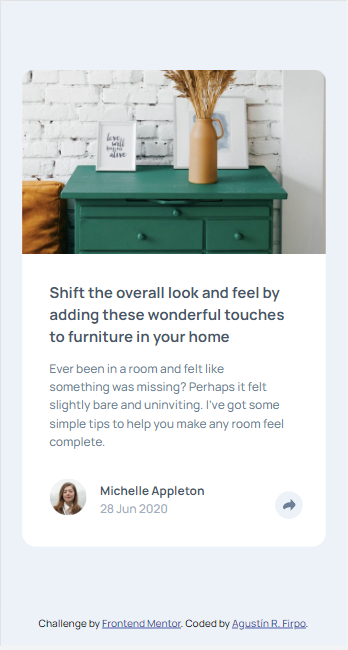 love
well
alive
Shift the overall look and feel by
adding these wonderful touches
to furniture in your home
Ever been in a room and felt like
something was missing? Perhaps it felt
slightly bare and uninviting. I've got some
simple tips to help you make any room feel
complete.
Michelle Appleton
28 Jun 2020
Challenge by Frontend Mentor. Coded by Agustín R. Firpo.